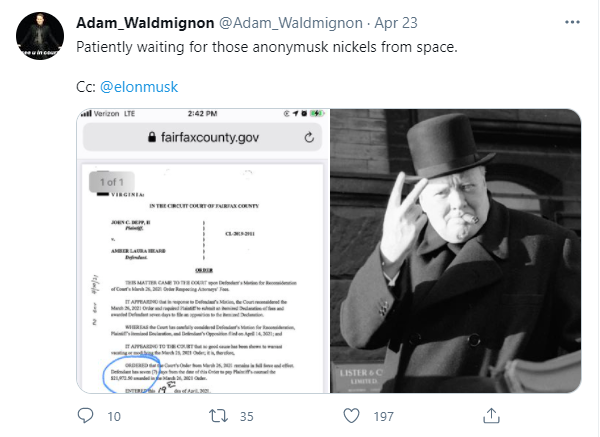 Adam_Waldmignon @Adam_Waldmignon · Apr 23
Patiently waiting for those anonymusk nickels from space.
Cc: @elonmusk
see u in court
Verizon LTE 2:42 PM
fairfaxcounty.gov
1 of 1
VIRGINIA:
IN THE CIRCUIT COURT OF FAIRFAX COUNTY
JOHN C. DEPP, II
Plaintiff,
v.
CL-2019-2911
AMBER LAURA HEARD
Defendant.
ORDER
THIS MATTER CAME TO THE COURT upon Defendant's Motion for Reconsideration
of Court's March 26, 2021 Order Respecting Attorneys' Fees.
IT APPEARING that in response to Defendant's Motion, the Court reconsidered the
March 26, 2021 Order and required Plaintiff to submit an itemized Declaration of fees and
awarded Defendant seven days to file an opposition to the itemized Declaration.
WHEREAS the Court has carefully considered Defendant's Motion for Reconsideration,
Plaintiff's itemized Declaration, and Defendant's Opposition filed on April 14, 2021; and
IT APPEARING TO THE COURT that no good cause has been shown to warrant
vacating or modifying the March 26, 2021 Order; it is, therefore,
ORDERED that the Court's Order from March 26, 2021 remains in full force and effect.
Defendant has seven (7) days from the date of this Order to pay Plaintiff's counsel the
awarded in the March 26, 2021 Order.
ENTERED this 19 day of April, 2021.
LISTER & C
LIMITED
10 35 197